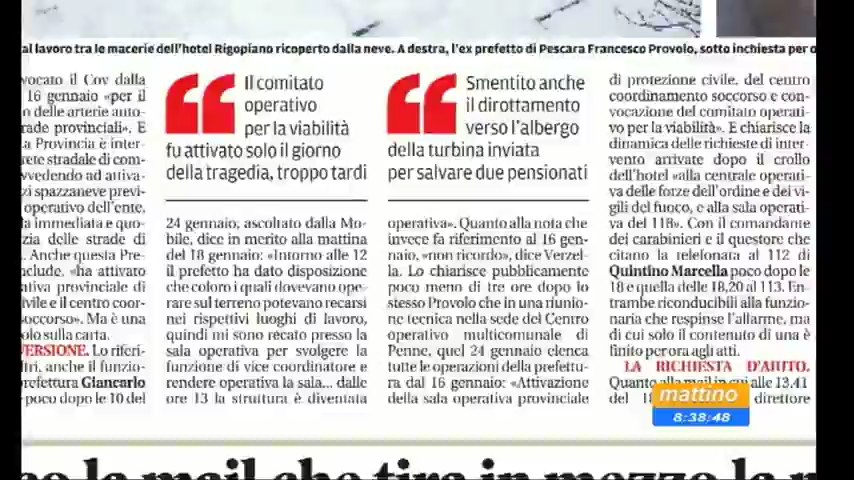 al lavoro tra le macerie dell'hotel Rigopiano ricoperto dalla neve. A destra, l'ex prefetto di Pescara Francesco Provolo, sotto inchiesta per o
vocato il Cov dalla
16 gennaio «per il
o delle arterie auto-
rade provinciali». E
a Provincia è inter-
rete stradale di com-
vvedendo ad attiva-
zi spazzaneve previ-
operativo dell'ente,
la immediata e quo-
zia delle strade di
. Anche questa Pre-
nclude, «ha attivato
ativa provinciale di
ivile e il centro coor-
soccorso». Ma è una
olo sulla carta.
VERSIONE. Lo riferi-
ltri, anche il funzio-
refettura Giancarlo
poco dopo le 10 del
Il comitato
operativo
per la viabilità
fu attivato solo il giorno
della tragedia, troppo tardi
24 gennaio, ascoltato dalla Mo-
bile, dice in merito alla mattina
del 18 gennaio: «Intorno alle 12
il prefetto ha dato disposizione
che coloro i quali dovevano ope-
rare sul terreno potevano recarsi
nei rispettivi luoghi di lavoro,
quindi mi sono recato presso la
sala operativa per svolgere la
funzione di vice coordinatore e
rendere operativa la sala... dalle
ore 13 la struttura è diventata
Smentito anche
il dirottamento
verso l'albergo
della turbina inviata
per salvare due pensionati
operativa». Quanto alla nota che
invece fa riferimento al 16 gen-
naio, «non ricordo», dice Verzel-
la. Lo chiarisce pubblicamente
poco meno di tre ore dopo lo
stesso Provolo che in una riunio-
ne tecnica nella sede del Centro
operativo multicomunale di
Penne, quel 24 gennaio elenca
tutte le operazioni della prefettu-
ra dal 16 gennaio: «Attivazione
della sala operativa provinciale
di protezione civile, del centro
coordinamento soccorso e con-
vocazione del comitato operati-
vo per la viabilità». E chiarisce la
dinamica delle richieste di inter-
vento arrivate dopo il crollo
dell'hotel «alla centrale operati-
va delle forze dell'ordine e dei vi-
gili del fuoco, e alla sala operati-
va del 118». Con il comandante
dei carabinieri e il questore che
citano la telefonata al 112 di
Quintino Marcella poco dopo le
18 e quella delle 18,20 al 113. En-
trambe riconducibili alla funzio-
naria che respinse l'allarme, ma
di cui solo il contenuto di una è
finito per ora agli atti.
LA RICHIESTA D'AIUTO.
Quanto alla mail in cui alle 13,41
del 18 direttore
mattino
8:38:48
co la mail che tira in mezzo la